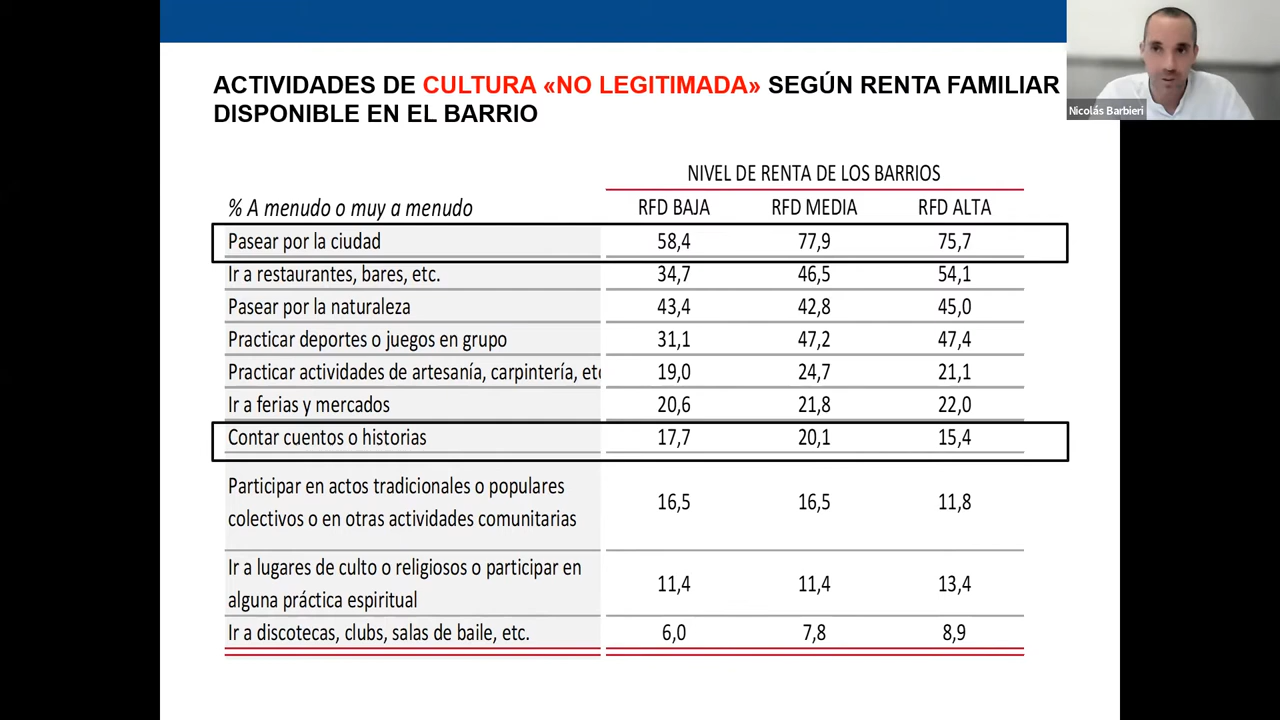 ACTIVIDADES DE CULTURA «NO LEGITIMADA» SEGÚN RENTA FAMILIAR
DISPONIBLE EN EL BARRIO
Nicolás Barbieri
NIVEL DE RENTA DE LOS BARRIOS
% A menudo o muy a menudo RFD BAJA RFD MEDIA RFD ALTA
Pasear por la ciudad 58,4 77,9 75,7
Ir a restaurantes, bares, etc. 34,7 46,5 54,1
Pasear por la naturaleza 43,4 42,8 45,0
Practicar deportes o juegos en grupo 31,1 47,2 47,4
Practicar actividades de artesanía, carpintería, etc 19,0 24,7 21,1
Ir a ferias y mercados 20,6 21,8 22,0
Contar cuentos o historias 17,7 20,1 15,4
Participar en actos tradicionales o populares
colectivos o en otras actividades comunitarias 16,5 16,5 11,8
Ir a lugares de culto o religiosos o participar en
alguna práctica espiritual 11,4 11,4 13,4
Ir a discotecas, clubs, salas de baile, etc. 6,0 7,8 8,9